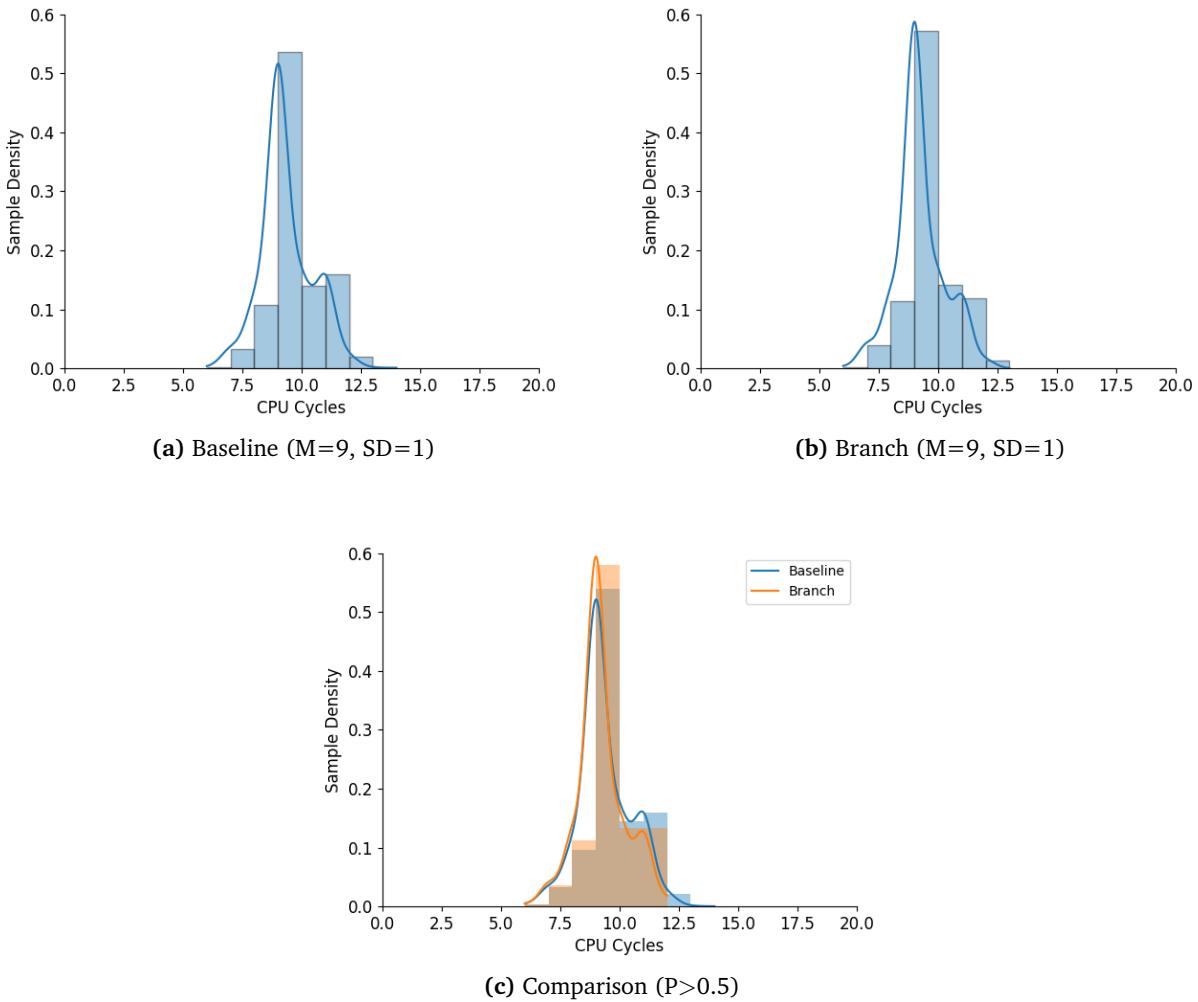 0.6
0.5
0.4
0.3
0.2
0.1
0.0
Sample Density
0.0 2.5 5.0 7.5 10.0 12.5 15.0 17.5 20.0
CPU Cycles
(a) Baseline (M=9, SD=1)
0.6
0.5
0.4
0.3
0.2
0.1
0.0
Sample Density
0.0 2.5 5.0 7.5 10.0 12.5 15.0 17.5 20.0
CPU Cycles
(b) Branch (M=9, SD=1)
0.6
0.5
0.4
0.3
0.2
0.1
0.0
Sample Density
Baseline
Branch
0.0 2.5 5.0 7.5 10.0 12.5 15.0 17.5 20.0
CPU Cycles
(c) Comparison (P>0.5)